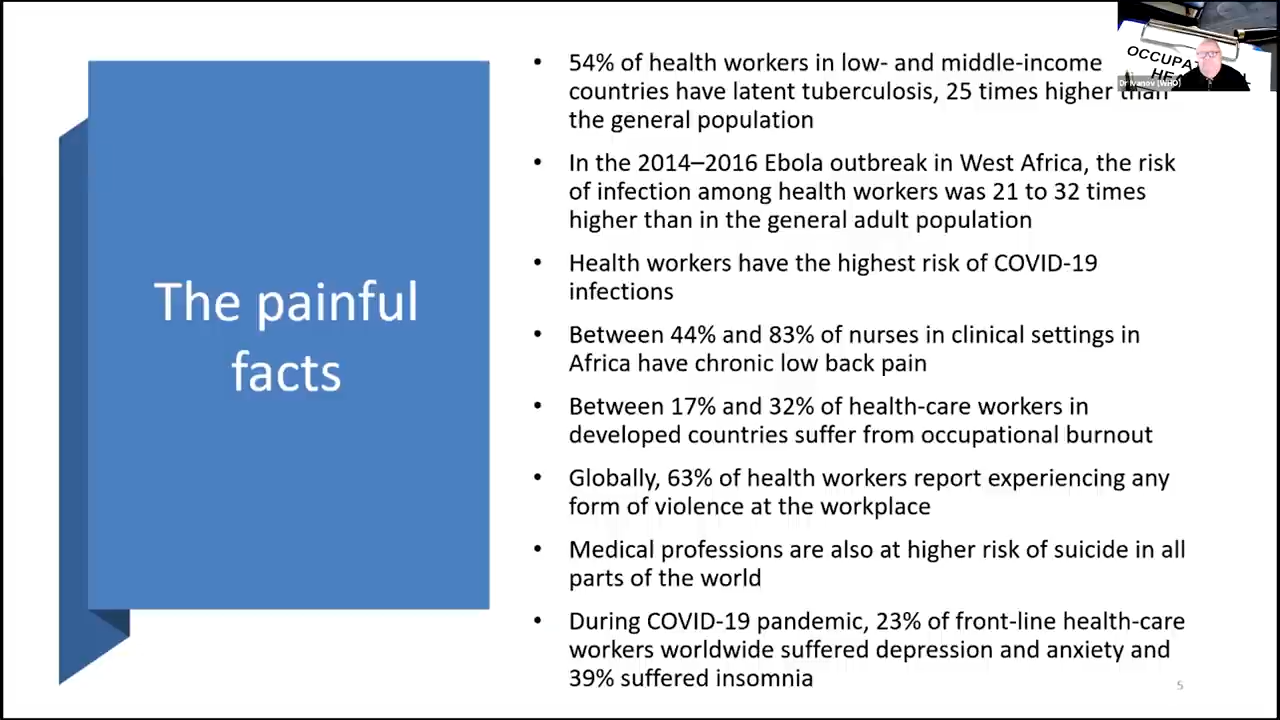 The painful
facts
• 54% of health workers in low- and middle-income
countries have latent tuberculosis, 25 times higher than
the general population
• In the 2014–2016 Ebola outbreak in West Africa, the risk
of infection among health workers was 21 to 32 times
higher than in the general adult population
• Health workers have the highest risk of COVID-19
infections
• Between 44% and 83% of nurses in clinical settings in
Africa have chronic low back pain
• Between 17% and 32% of health-care workers in
developed countries suffer from occupational burnout
• Globally, 63% of health workers report experiencing any
form of violence at the workplace
• Medical professions are also at higher risk of suicide in all
parts of the world
• During COVID-19 pandemic, 23% of front-line health-care
workers worldwide suffered depression and anxiety and
39% suffered insomnia
5
Dr Ivanov (WHO)